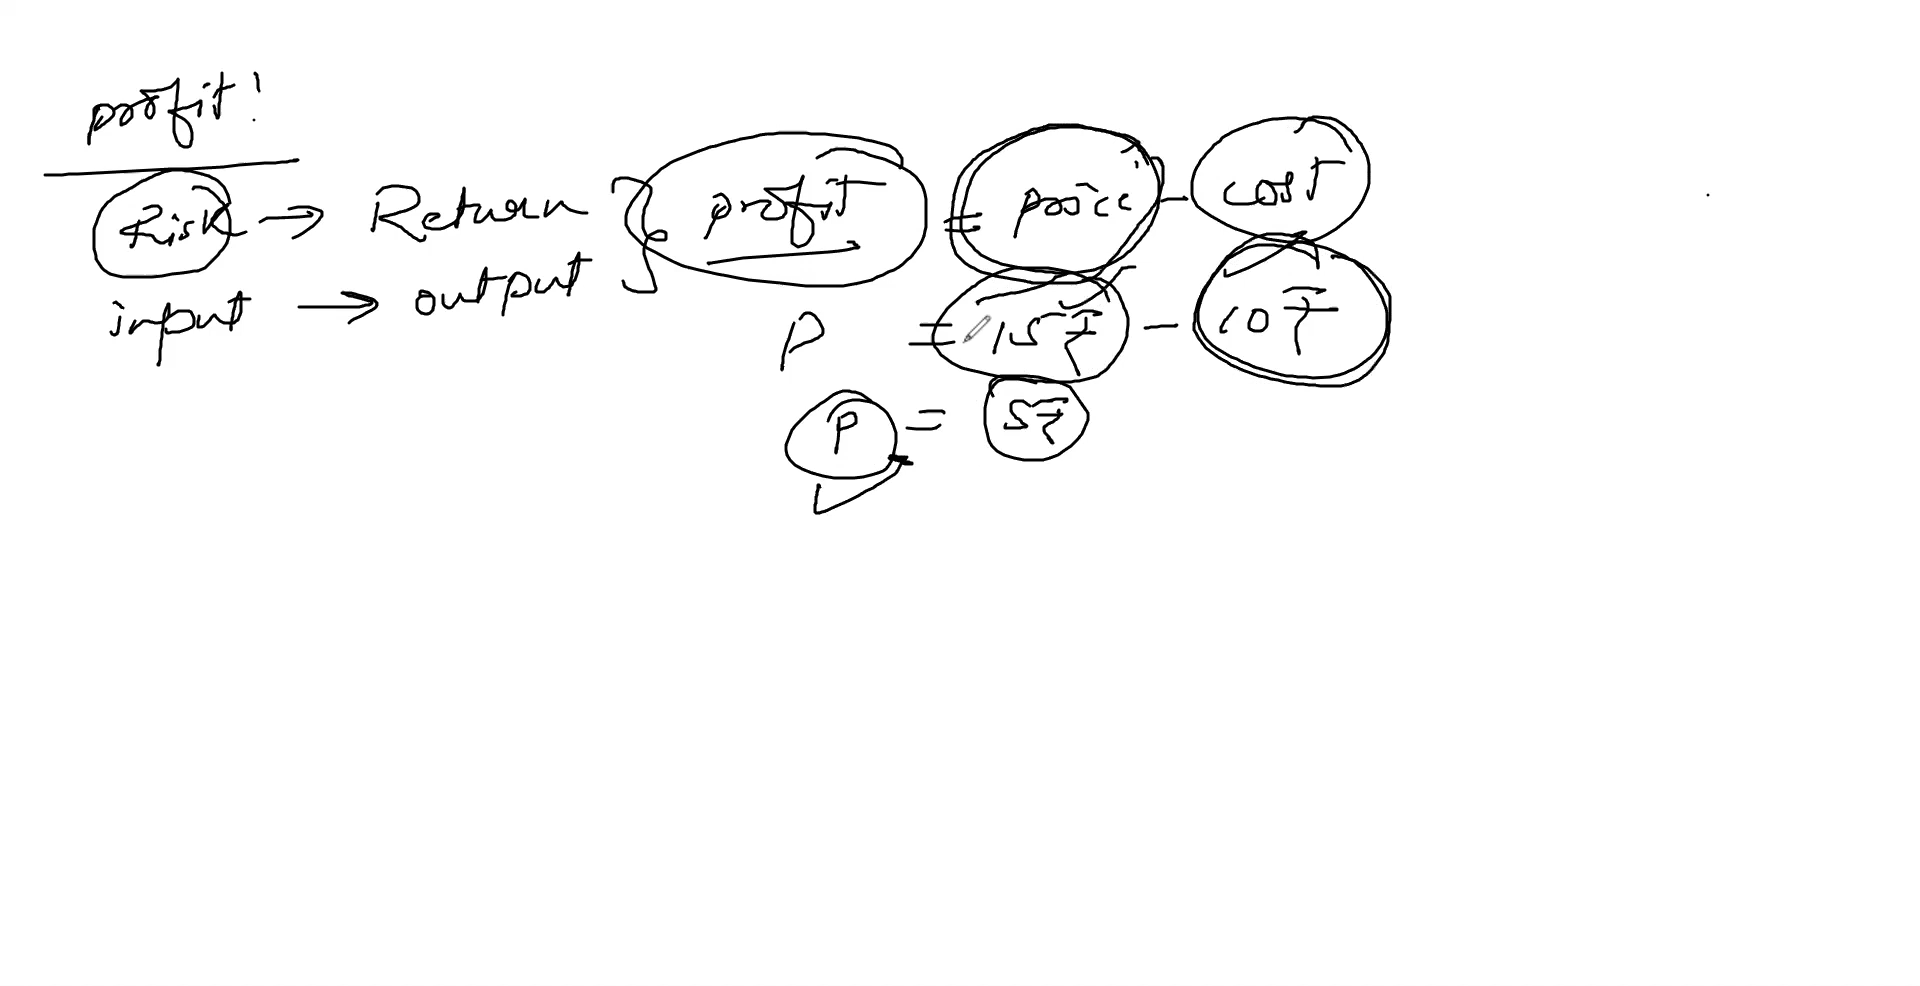 profit!
Risk → Return } profit = price - cost
input → output
P = 15₹ - 10₹
P = 5₹